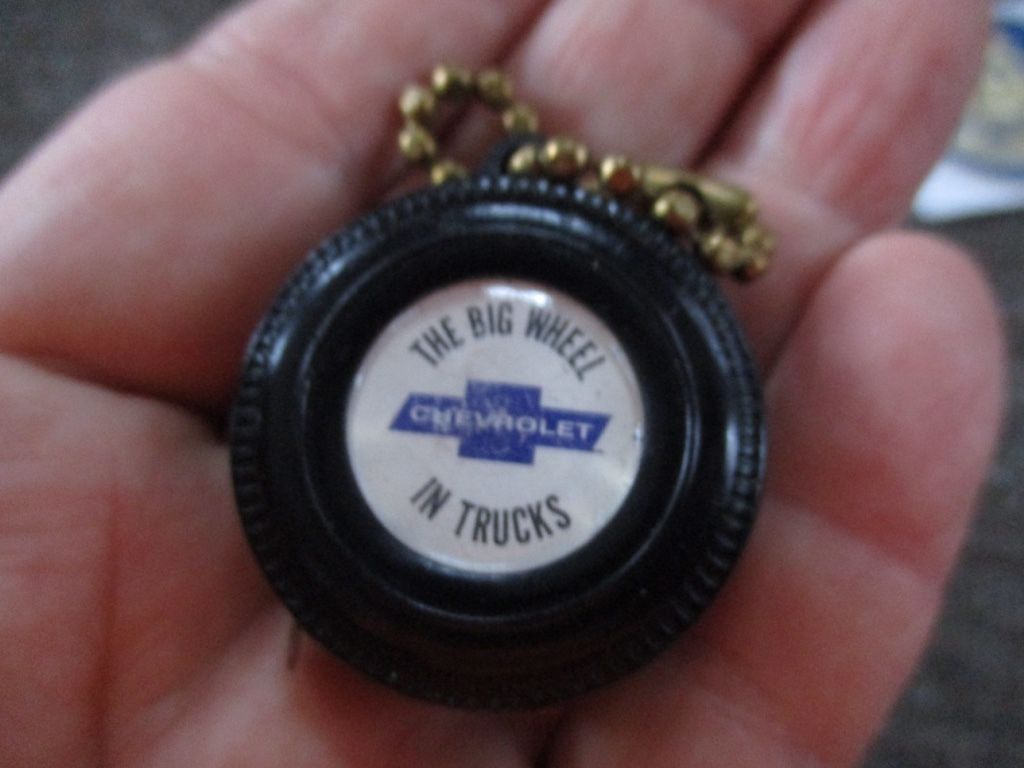 THE BIG WHEEL
CHEVROLET
IN TRUCKS